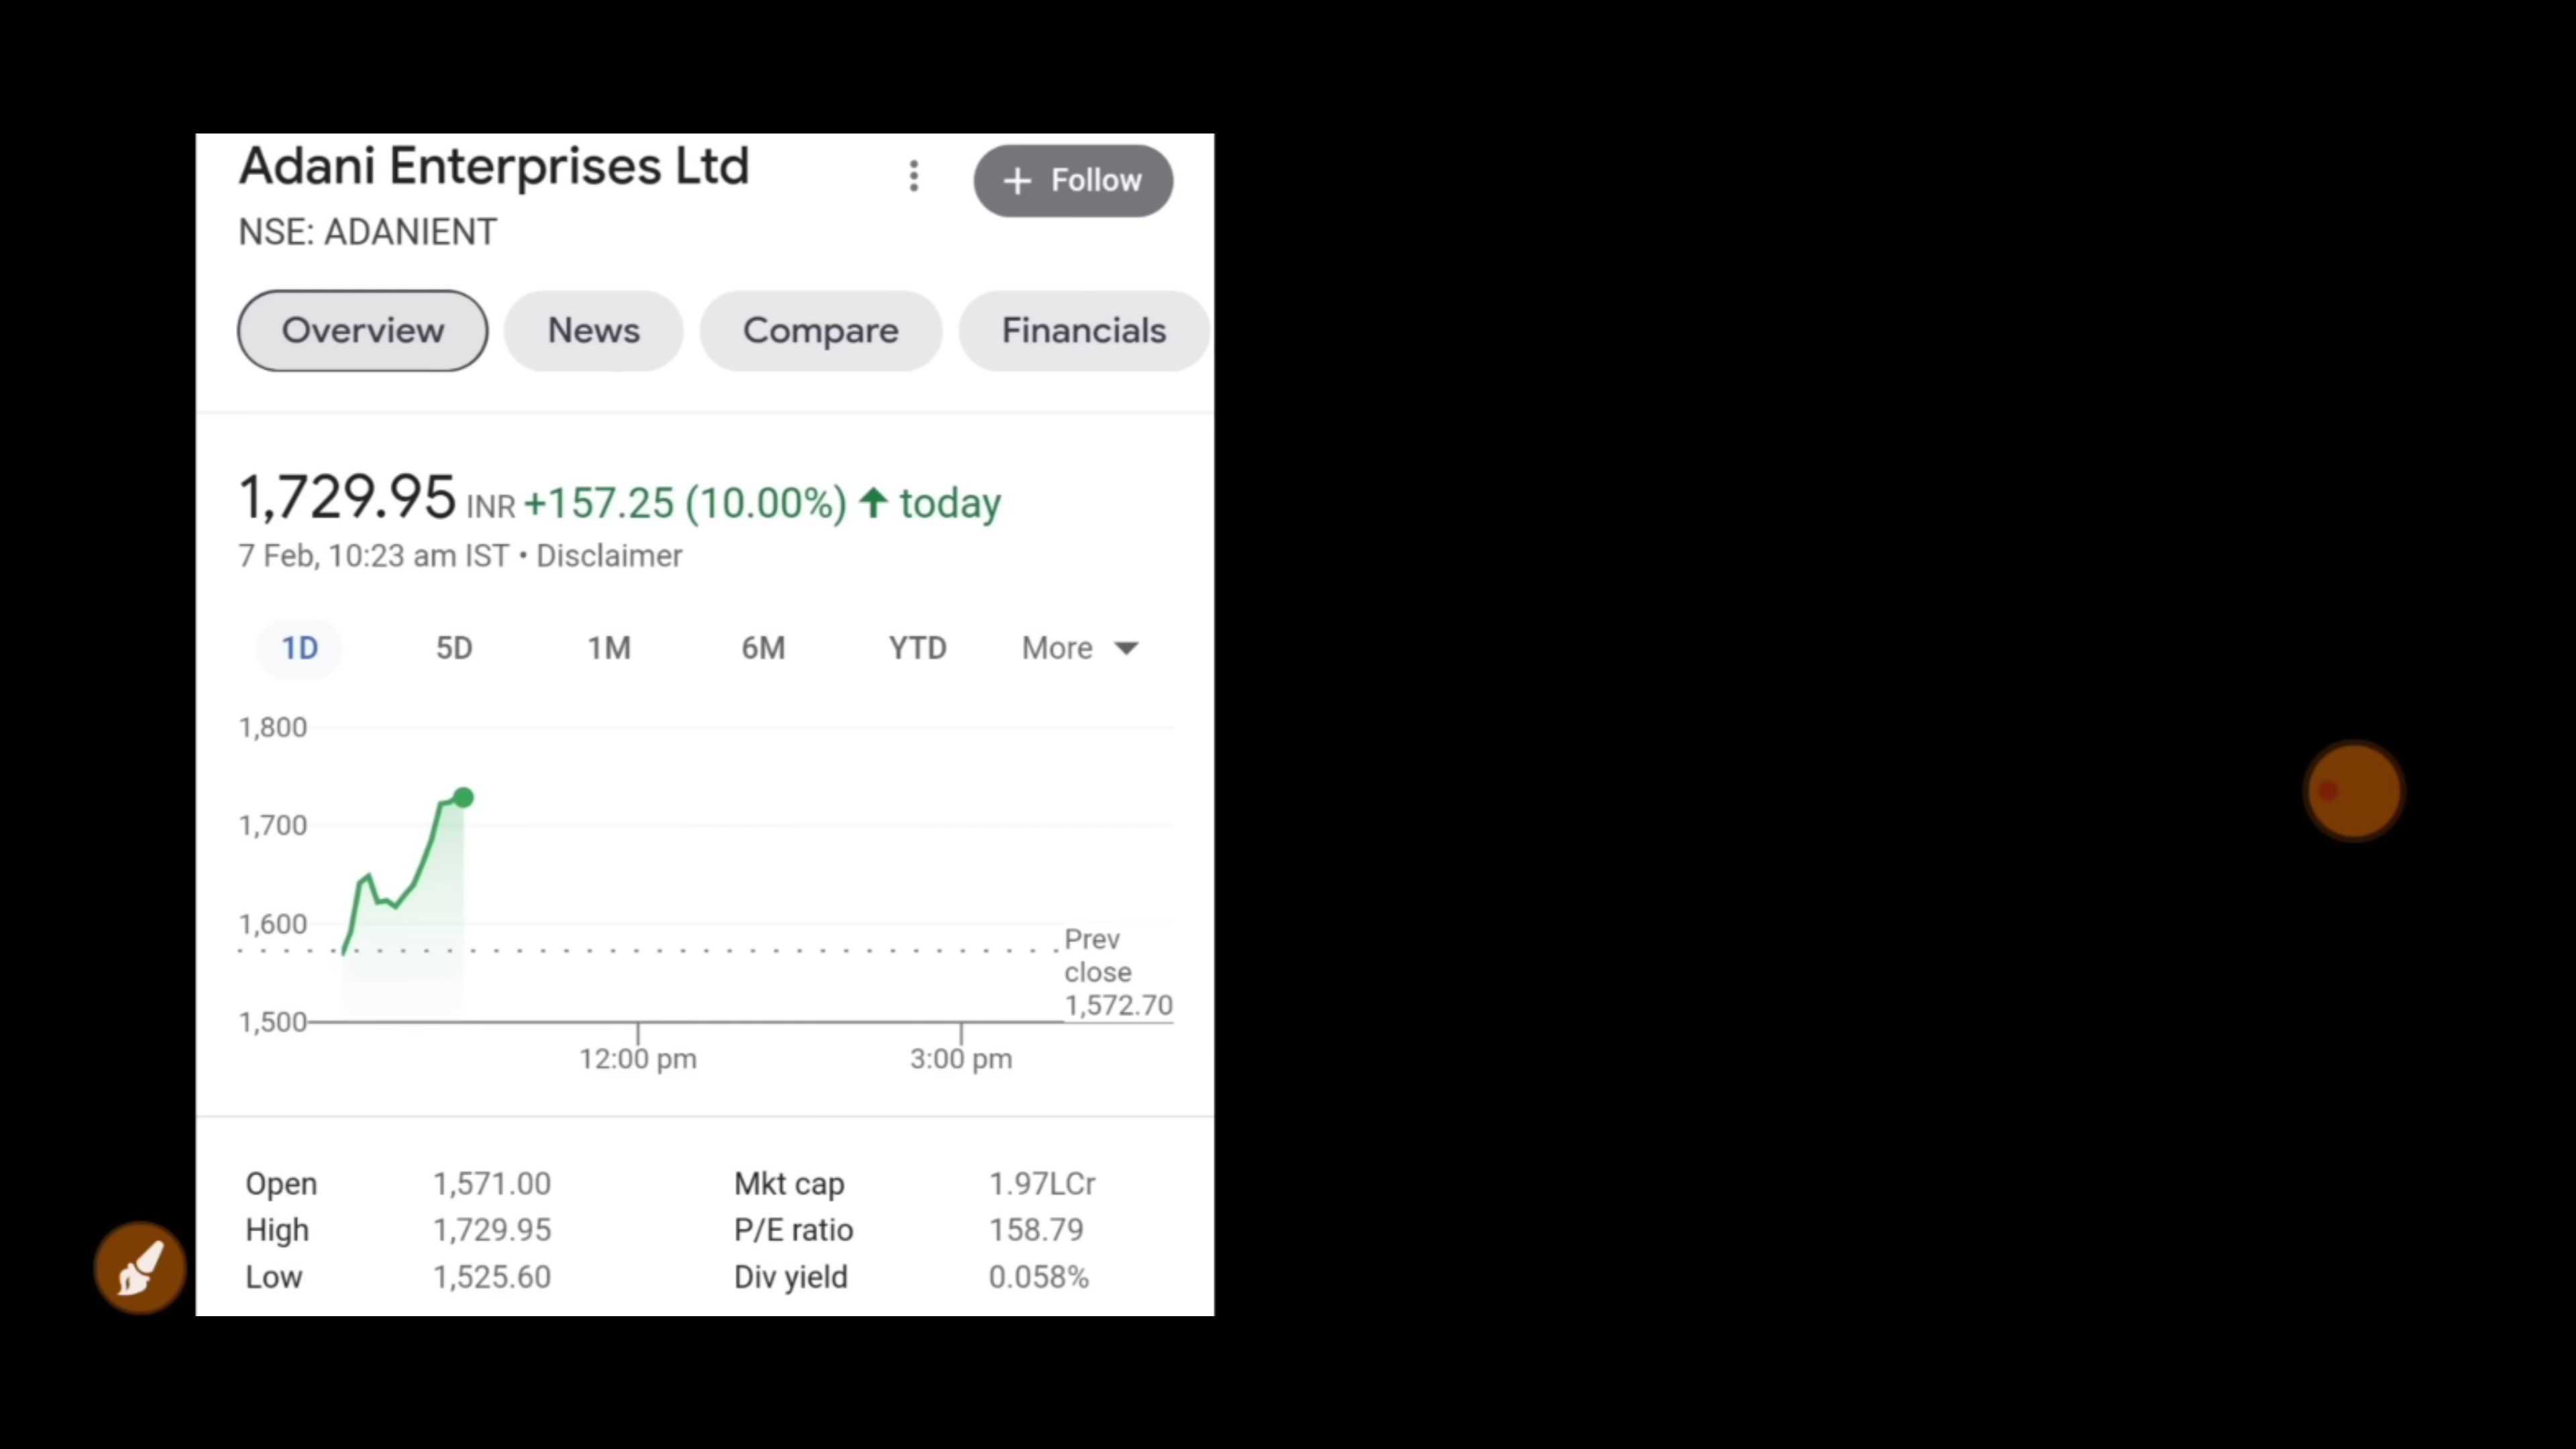 Adani Enterprises Ltd
+ Follow
NSE: ADANIENT
Overview News Compare Financials
1,729.95 INR +157.25 (10.00%) ↑ today
7 Feb, 10:23 am IST • Disclaimer
1D 5D 1M 6M YTD More
1,800
1,700
1,600
1,500
Prev
close
1,572.70
12:00 pm 3:00 pm
Open 1,571.00 Mkt cap 1.97LCr
High 1,729.95 P/E ratio 158.79
Low 1,525.60 Div yield 0.058%